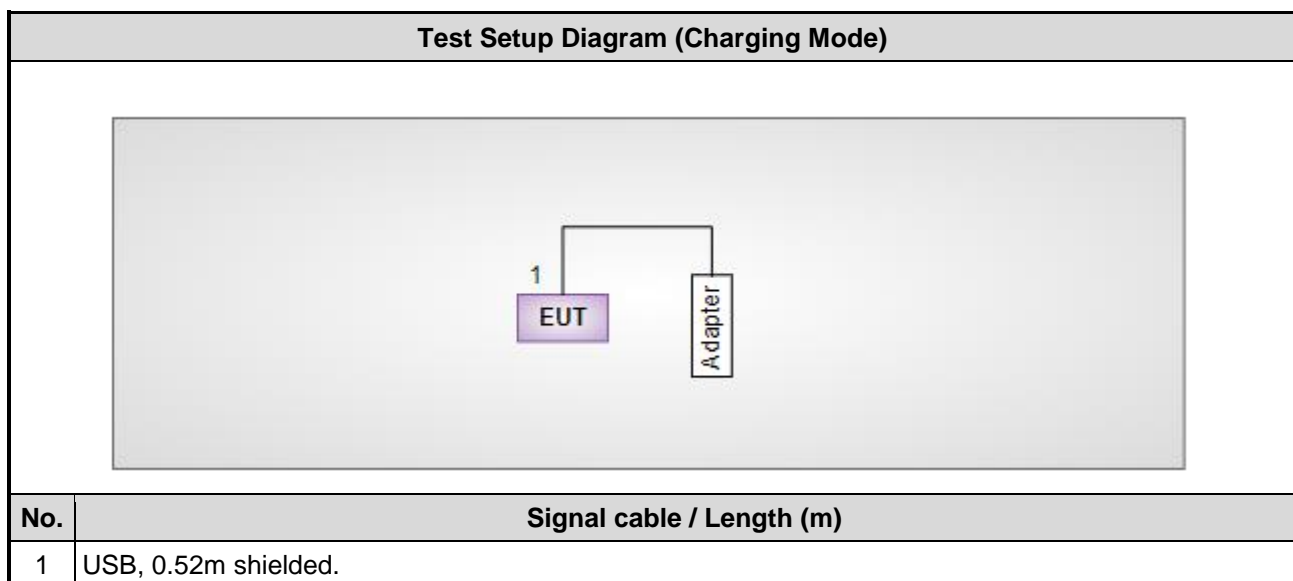 Test Setup Diagram (Charging Mode)
1
EUT
Adapter
No. Signal cable / Length (m)
1 USB, 0.52m shielded.